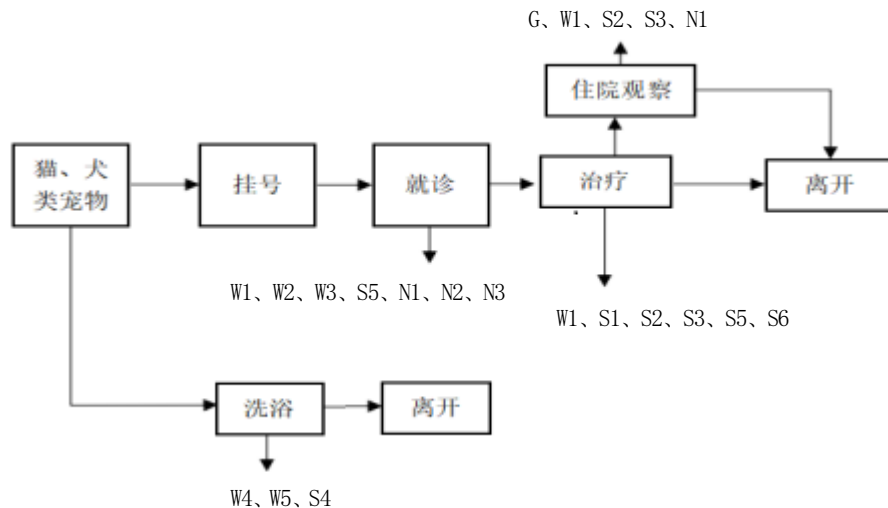 G、W1、S2、S3、N1
住院观察
猫、犬
类宠物
挂号
就诊
治疗
离开
W1、W2、W3、S5、N1、N2、N3
W1、S1、S2、S3、S5、S6
洗浴
离开
W4、W5、S4